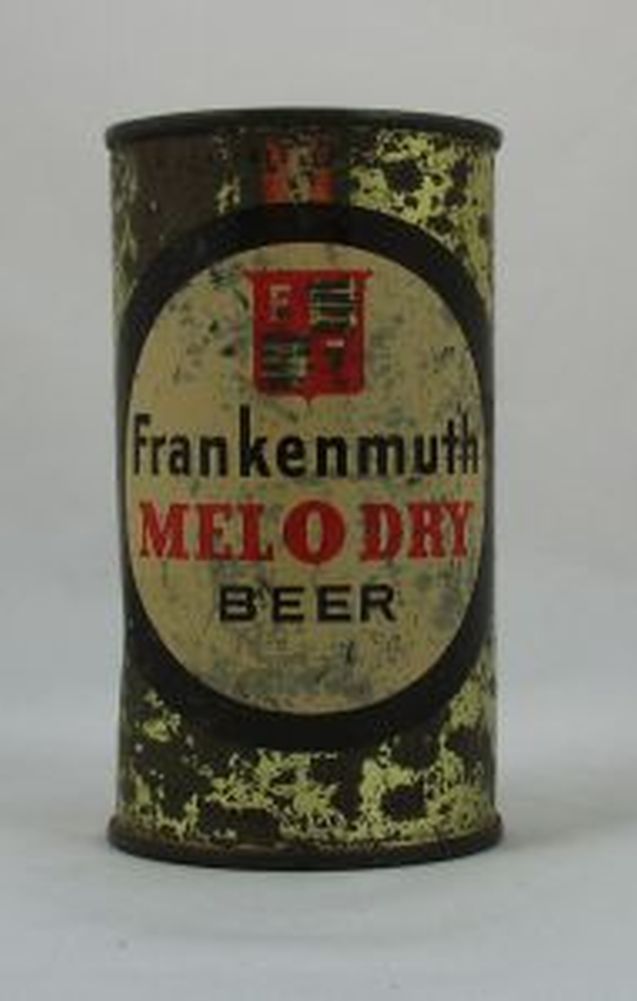 F
Frankenmuth
MELO DRY
BEER